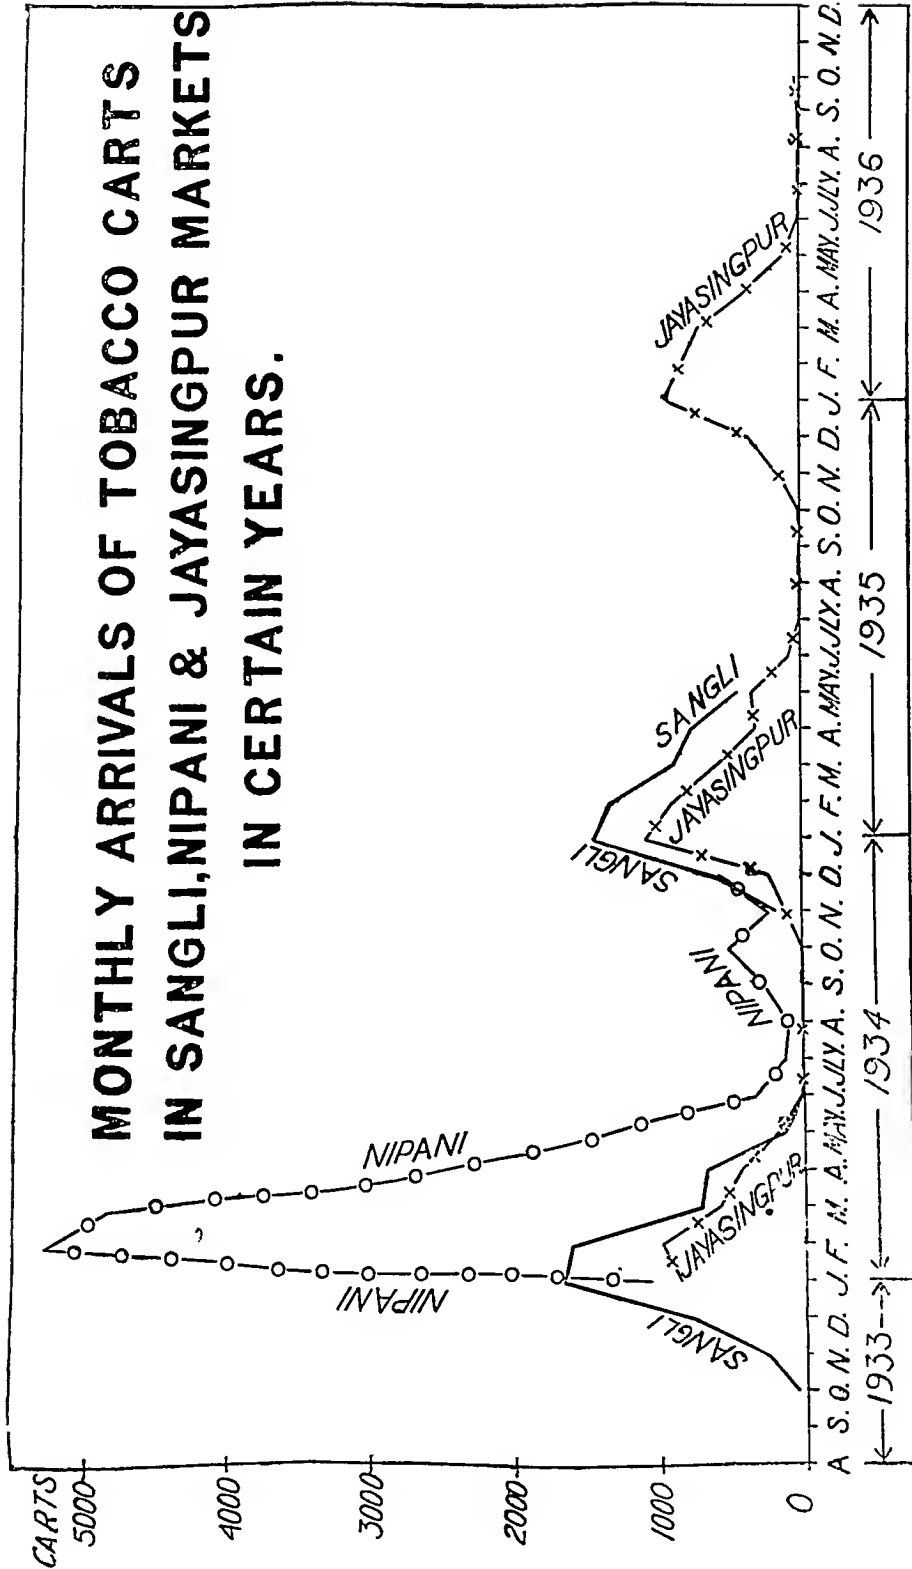 MONTHLY ARRIVALS OF TOBACCO CARTS
IN SANGLI, NIPANI & JAYASINGPUR MARKETS
IN CERTAIN YEARS.
CARTS
5000
4000
3000
2000
1000
0
NIPANI
NIPANI
SANGLI
JAYASINGPUR
NIPANI
SANGLI
SANGLI
JAYASINGPUR
JAYASINGPUR
A S. O. N. D. J. F. M. A. MAY. J. JLY. A. S. O. N. D. J. F. M. A. MAY. J. JLY. A. S. O. N. D. J. F. M. A. MAY. J. JLY. A. S. O. N. D.
1933 1934 1935 1936